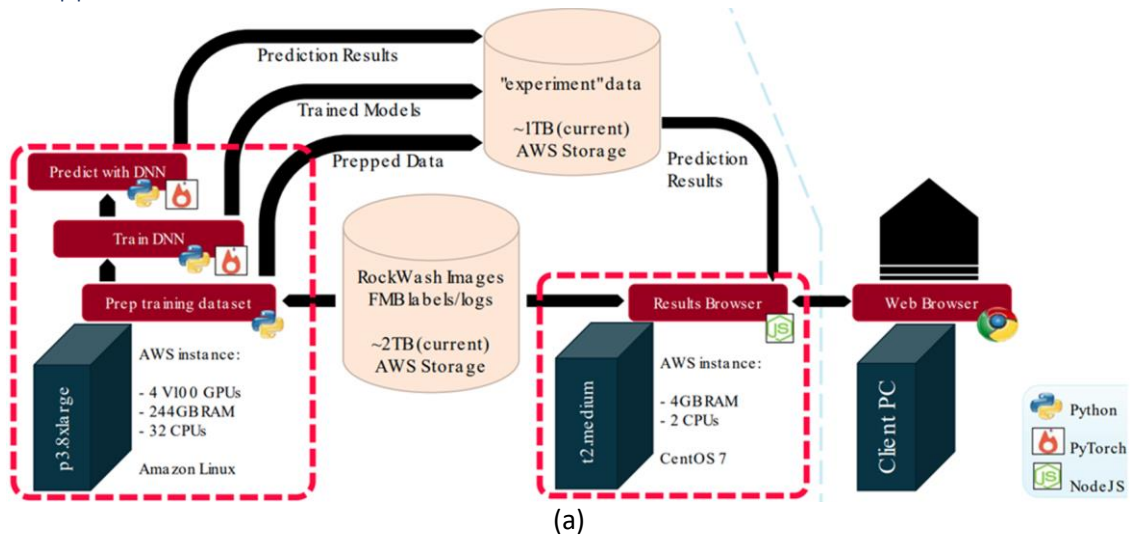 Prediction Results
Trained Models
Prepped Data
"experiment" data
~1TB (current)
AWS Storage
Prediction
Results
Predict with DNN
Train DNN
Prep training dataset
RockWash Images
FMB labels/logs
~2TB (current)
AWS Storage
Results Browser
JS
Web Browser
p3.8xlarge
AWS instance:
- 4 V100 GPUs
- 244GB RAM
- 32 CPUs
Amazon Linux
t2.medium
AWS instance:
- 4GB RAM
- 2 CPUs
CentOS 7
Client PC
Python
PyTorch
JS
NodeJS
(a)